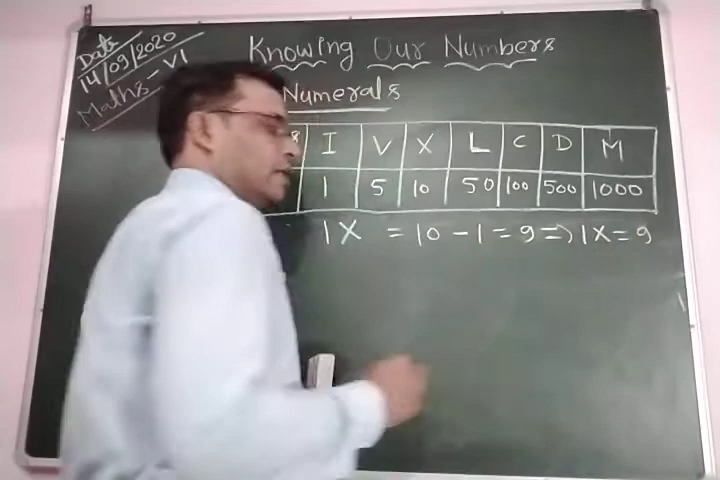 Date
14/09/2020
Maths - VI
Knowing Our Numbers
Numerals
s I V X L C D M
1 5 10 50 100 500 1000
IX = 10 - 1 = 9 => IX = 9